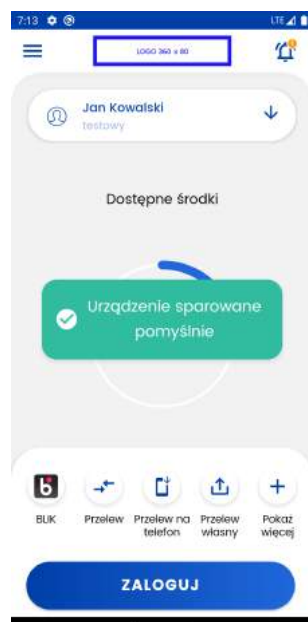 7:13
LTE
LOGO 360 x 80
Jan Kowalski
testowy
Dostępne środki
Urządzenie sparowane
pomyślnie
BLIK
Przelew
Przelew na
telefon
Przelew
własny
Pokaż
więcej
ZALOGUJ